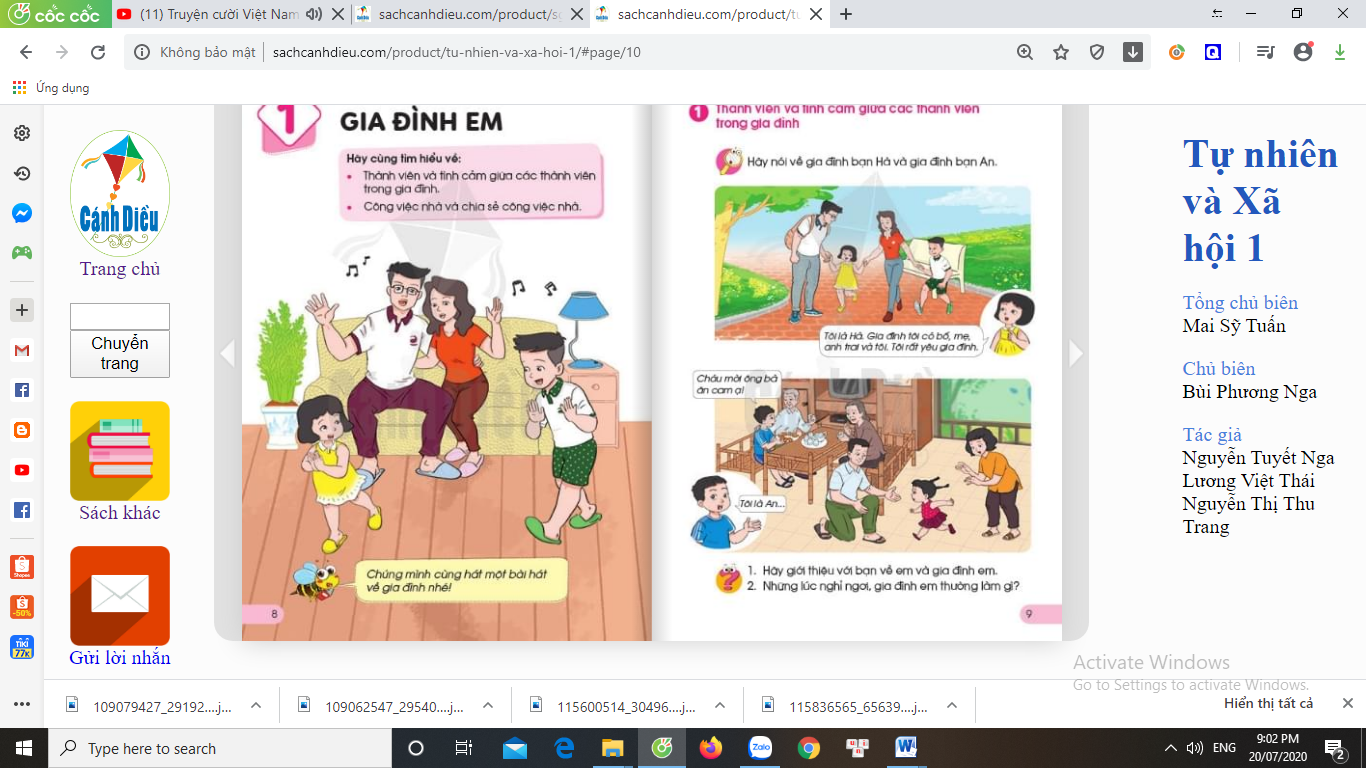 cốc cốc
(11) Truyện cười Việt Nam
sachcanhdieu.com/product/s
sachcanhdieu.com/product/tu
Không bảo mật
sachcanhdieu.com/product/tu-nhien-va-xa-hoi-1/#page/10
Ứng dụng
Cánh Diều
Trang chủ
Chuyển
trang
Sách khác
Gửi lời nhắn
Shopee
-50%
TIKI
77K
1
GIA ĐÌNH EM
Hãy cùng tìm hiểu về:
• Thành viên và tình cảm giữa các thành viên
trong gia đình.
• Công việc nhà và chia sẻ công việc nhà.
Chúng mình cùng hát một bài hát
về gia đình nhé!
8
1 Thành viên và tình cảm giữa các thành viên
trong gia đình
Hãy nói về gia đình bạn Hà và gia đình bạn An.
Tôi là Hà. Gia đình tôi có bố, mẹ,
anh trai và tôi. Tôi rất yêu gia đình.
Cháu mời ông bà
ăn cam ạ!
Tôi là An...
1. Hãy giới thiệu với bạn về em và gia đình em.
2. Những lúc nghỉ ngơi, gia đình em thường làm gì?
9
Tự nhiên
và Xã
hội 1
Tổng chủ biên
Mai Sỹ Tuấn
Chủ biên
Bùi Phương Nga
Tác giả
Nguyễn Tuyết Nga
Lương Việt Thái
Nguyễn Thị Thu
Trang
Activate Windows
Go to Settings to activate Windows.
109079427_29192....j...
109062547_29540....j...
115600514_30496....j...
115836565_65639....j...
Hiển thị tất cả
Type here to search
Zalo
ENG
9:02 PM
20/07/2020
2